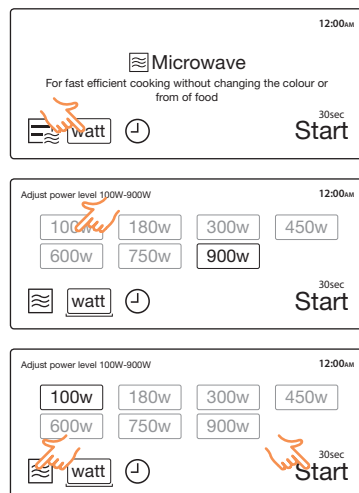 12:00AM
Microwave
For fast efficient cooking without changing the colour or
from of food
watt
30sec
Start
Adjust power level 100W-900W 12:00AM
100w 180w 300w 450w
600w 750w 900w
watt
30sec
Start
Adjust power level 100W-900W 12:00AM
100w 180w 300w 450w
600w 750w 900w
watt
30sec
Start